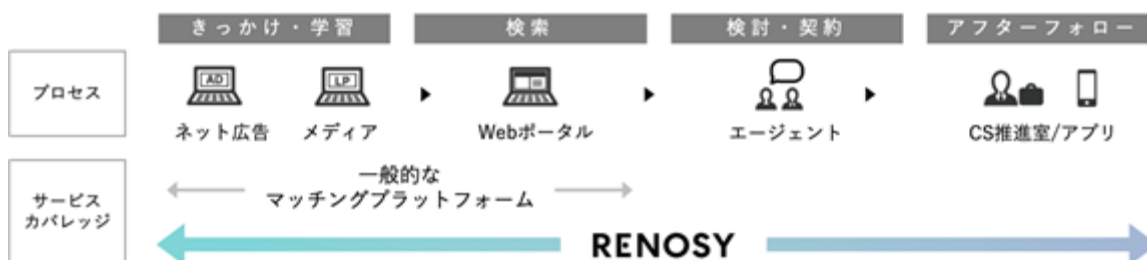 きっかけ・学習
検索
検討・契約
アフターフォロー
プロセス
AD
LP
ネット広告
メディア
Webポータル
エージェント
CS推進室/アプリ
サービス
カバレッジ
一般的な
マッチングプラットフォーム
RENOSY